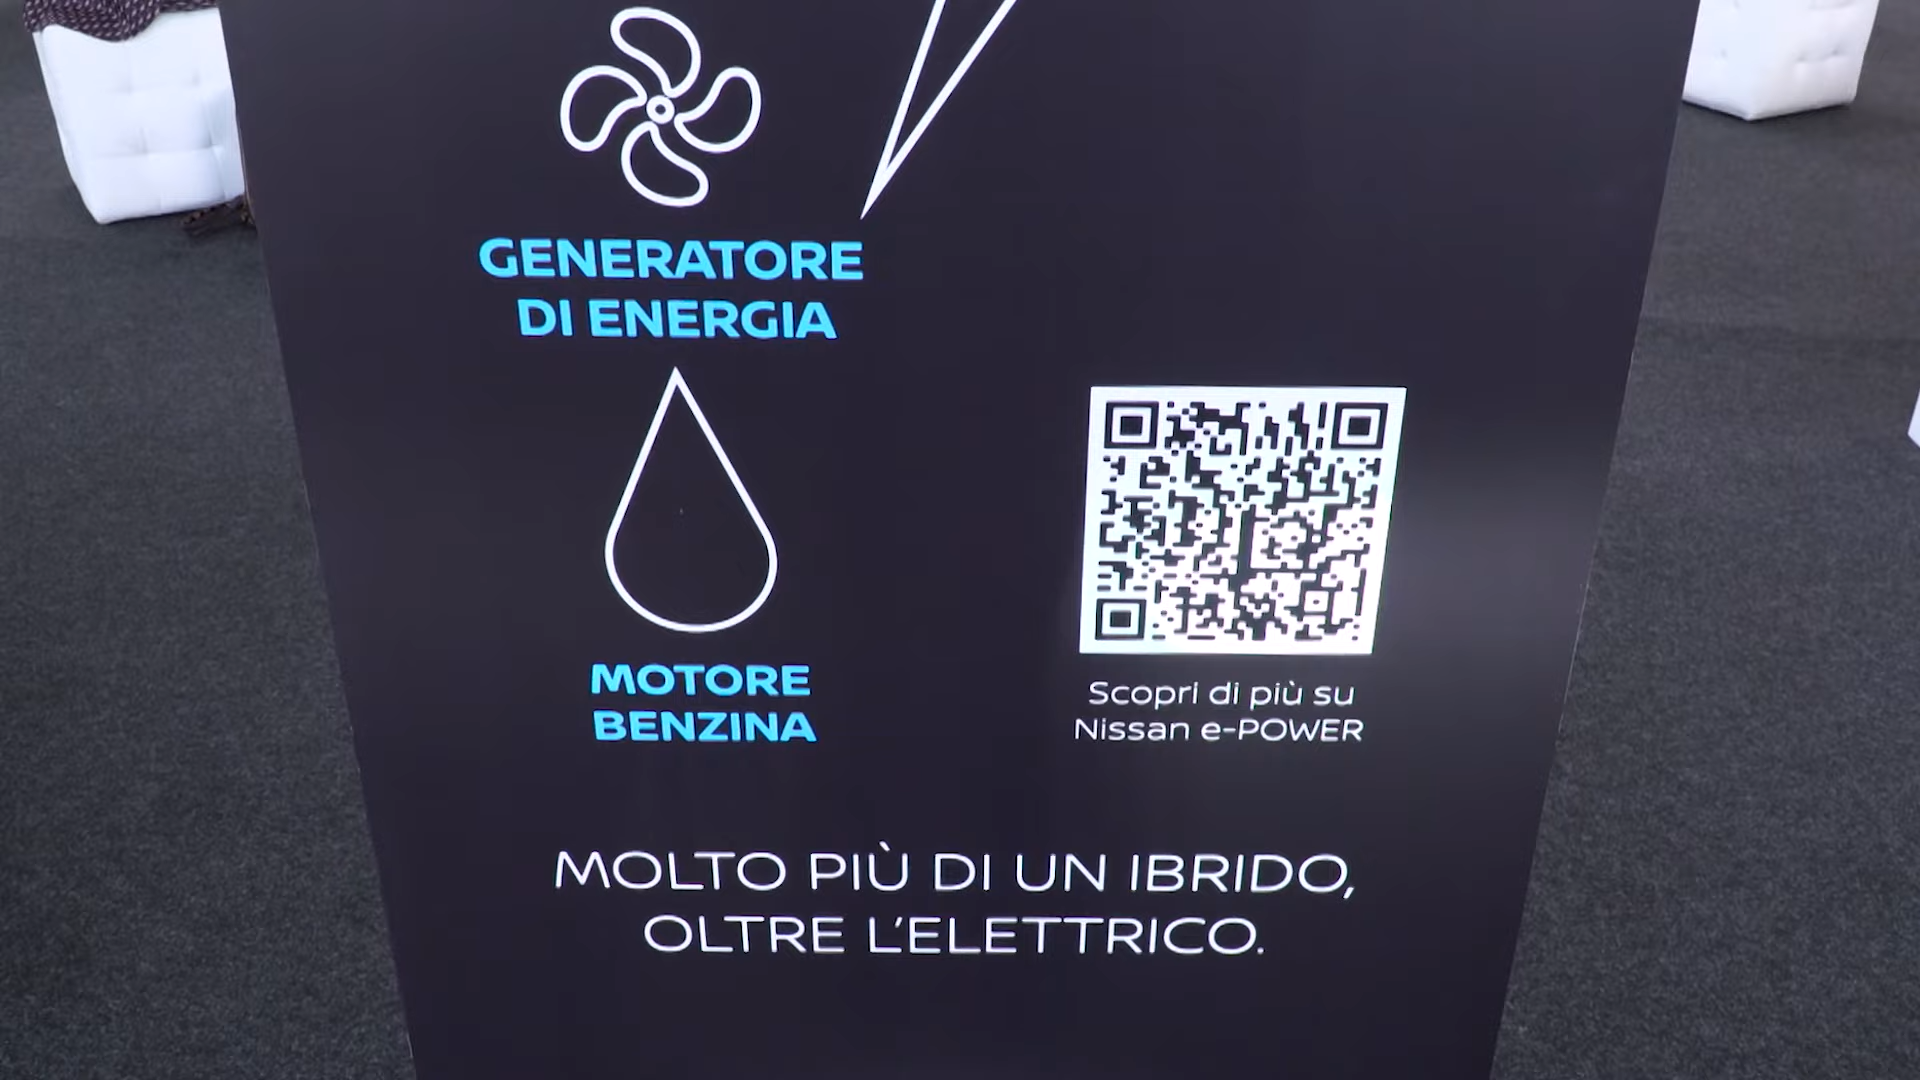 GENERATORE
DI ENERGIA
MOTORE
BENZINA
Scopri di più su
Nissan e-POWER
MOLTO PIÙ DI UN IBRIDO,
OLTRE L'ELETTRICO.